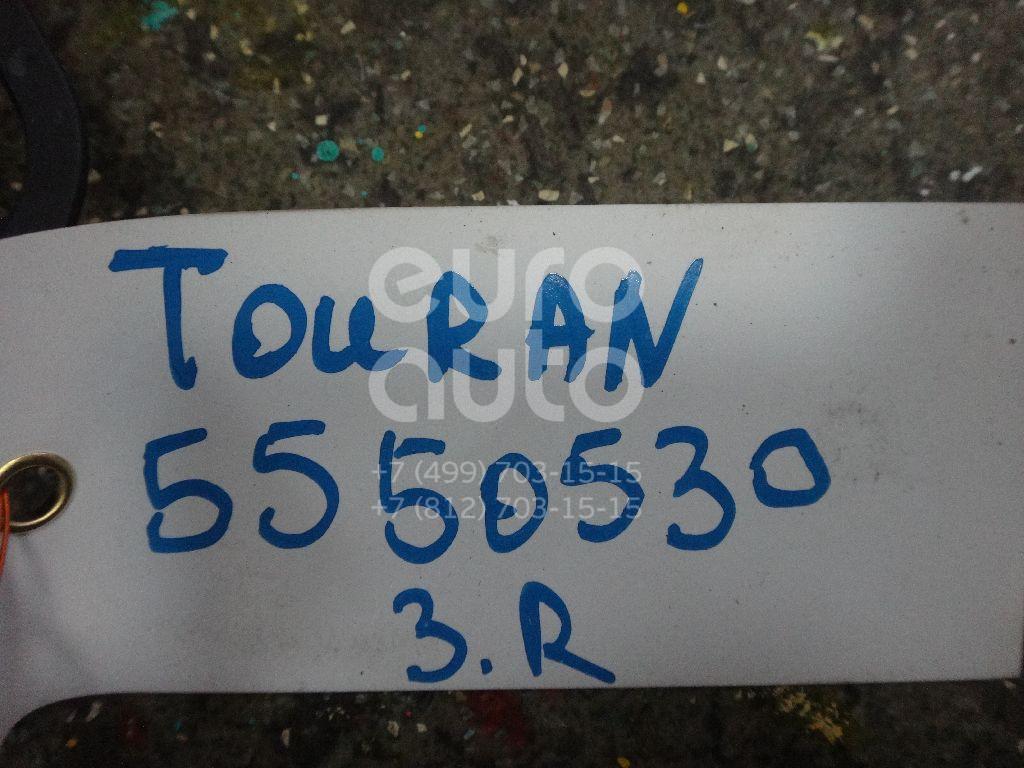 TOURAN
euro
auto
5550530
+7 (499) 703-15-15
+7 (812) 703-15-15
3.R